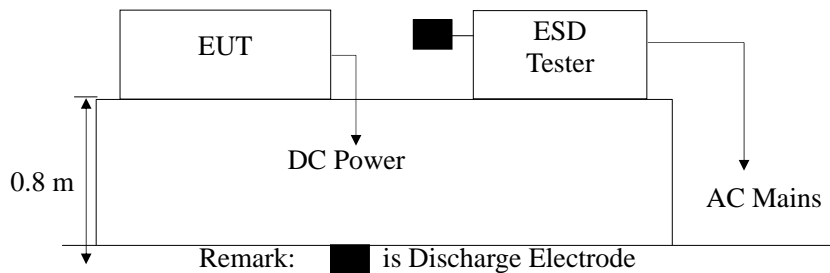 EUT
ESD
Tester
DC Power
0.8 m
AC Mains
Remark: is Discharge Electrode